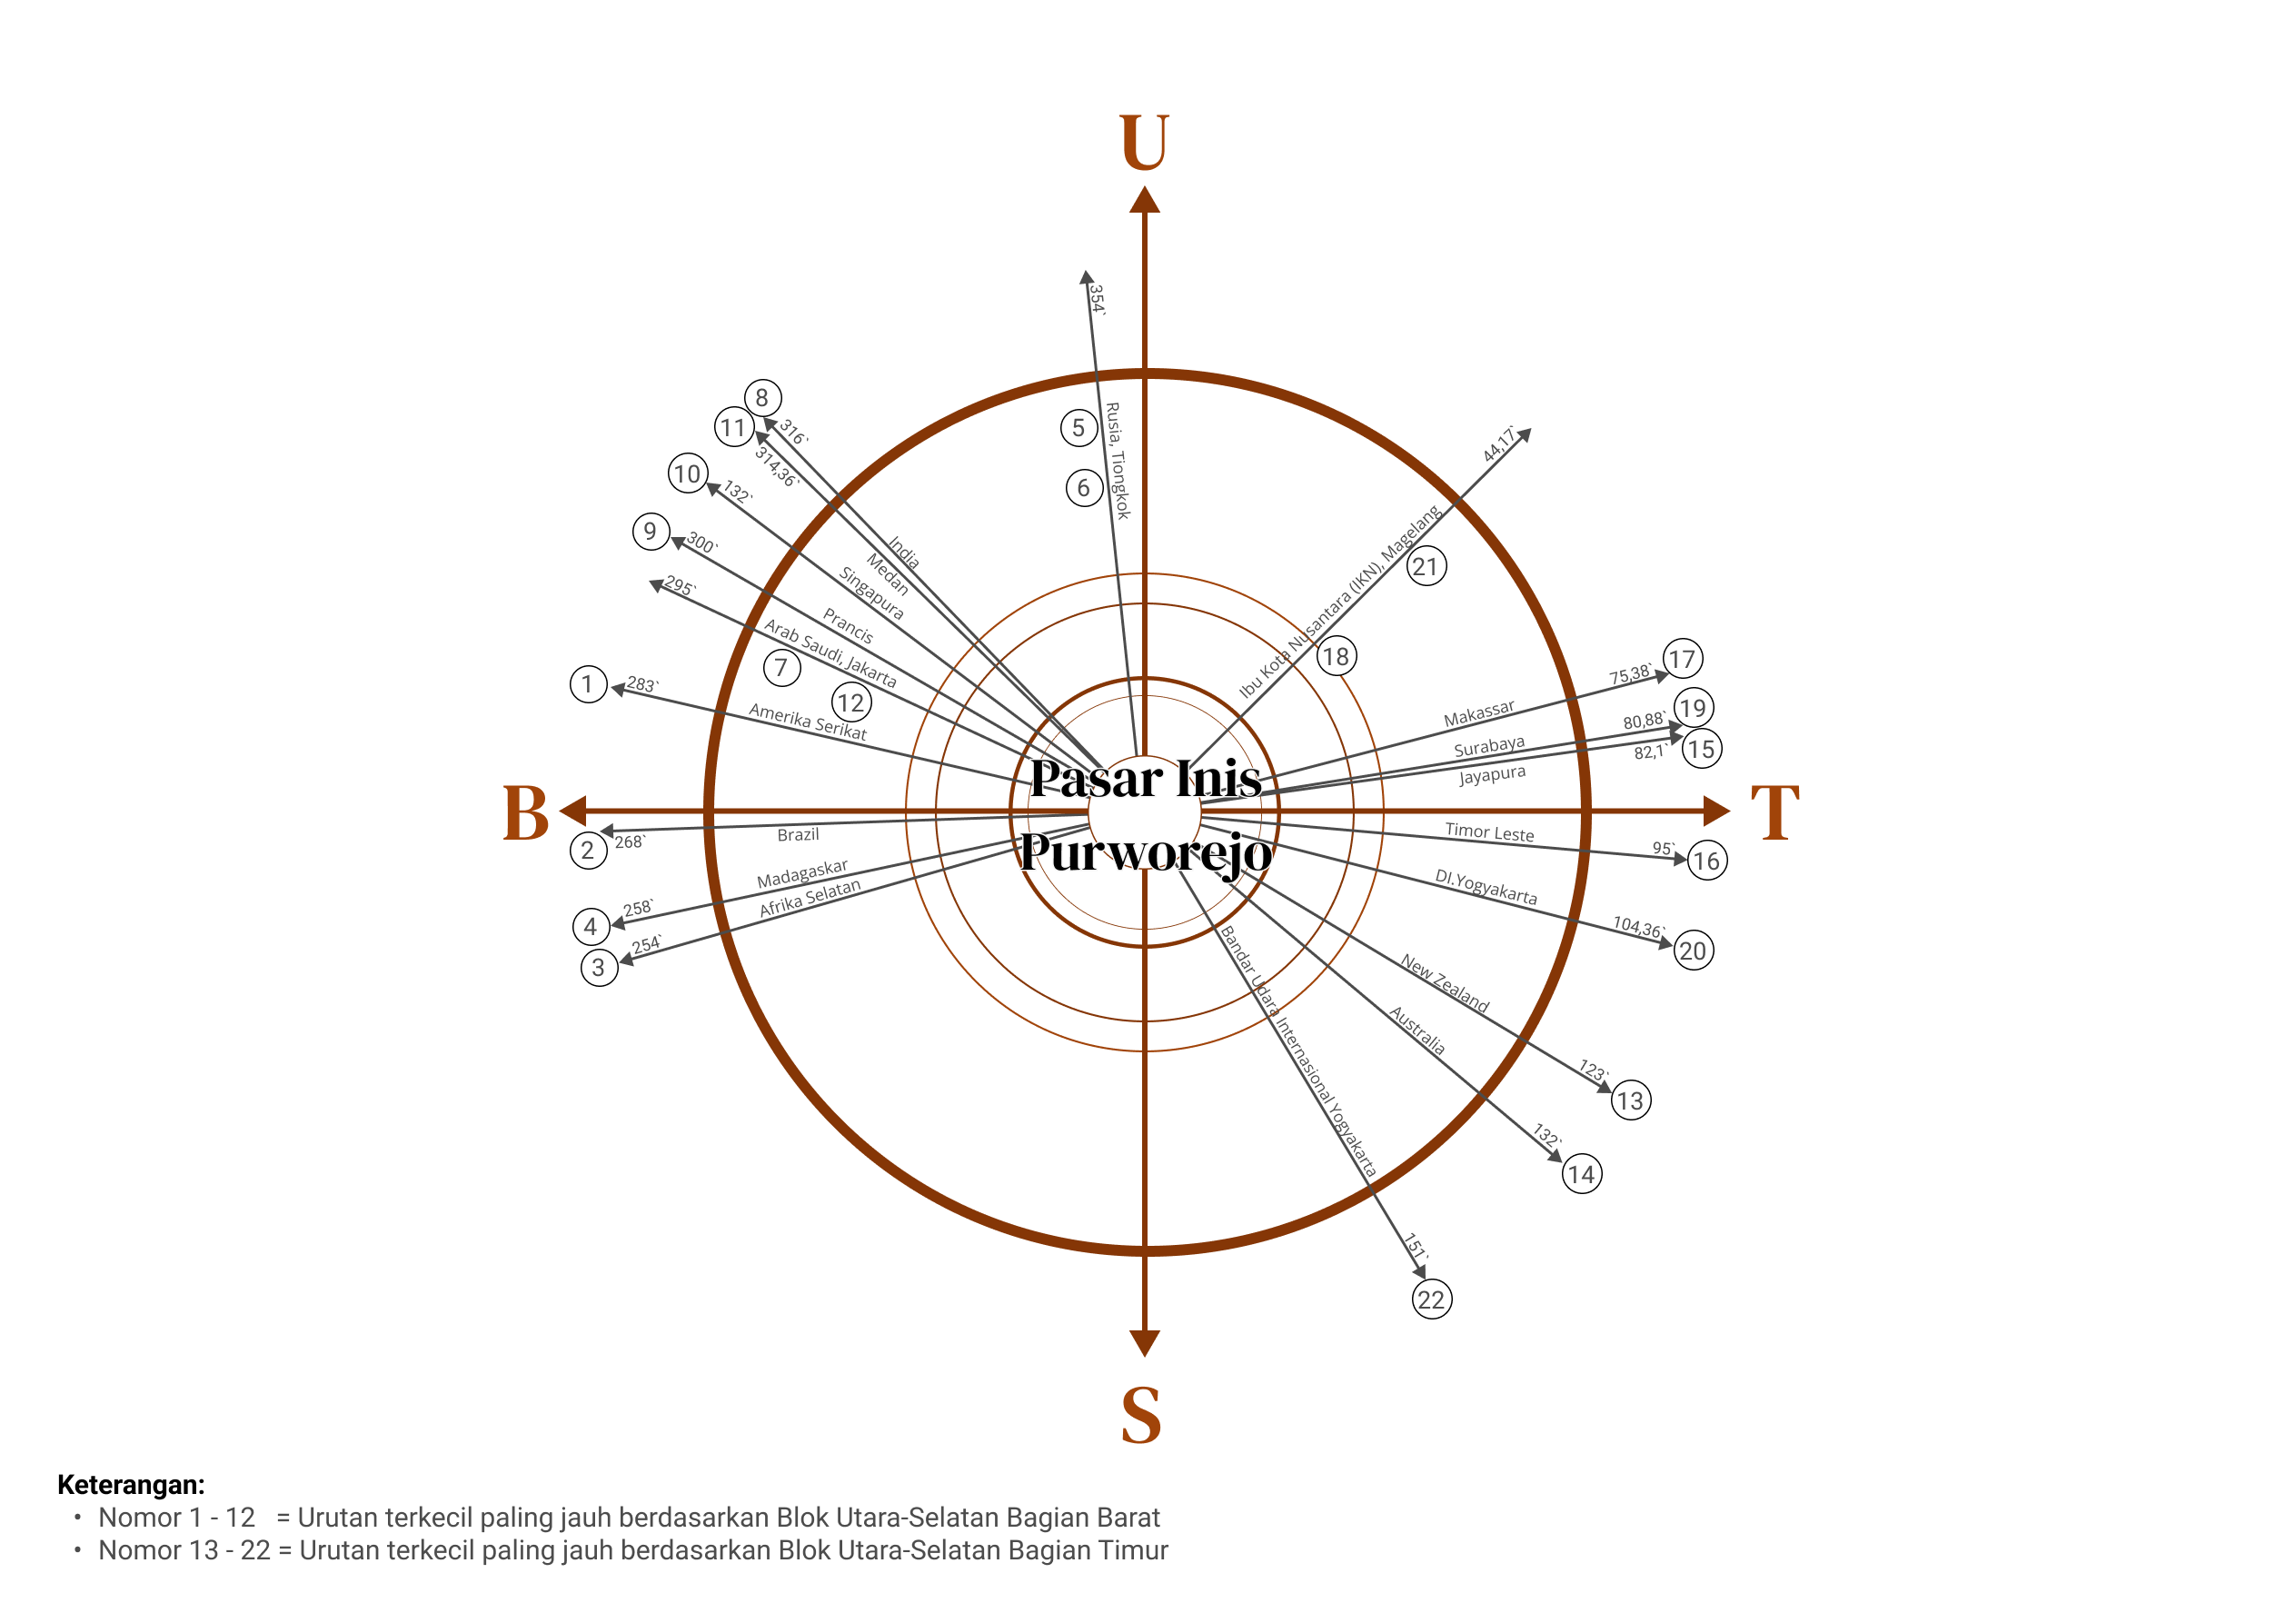 U
354`
Rusia, Tiongkok
5
6
8
316`
India
11
314,36`
Medan
10
132`
Singapura
9
300`
Prancis
295`
Arab Saudi, Jakarta
7
12
1
283`
Amerika Serikat
44,17`
Ibu Kota Nusantara (IKN), Magelang
21
18
75,38`
17
Makassar
80,88`
19
Surabaya
82,1`
15
Jayapura
B
Pasar Inis
Purworejo
T
2
268`
Brazil
4
258`
Madagaskar
3
254`
Afrika Selatan
Timor Leste
95`
16
DI.Yogyakarta
104,36`
20
New Zealand
123`
13
Australia
132`
14
Bandar Udara Internasional Yogyakarta
151`
22
S
Keterangan:
• Nomor 1 - 12 = Urutan terkecil paling jauh berdasarkan Blok Utara-Selatan Bagian Barat
• Nomor 13 - 22 = Urutan terkecil paling jauh berdasarkan Blok Utara-Selatan Bagian Timur